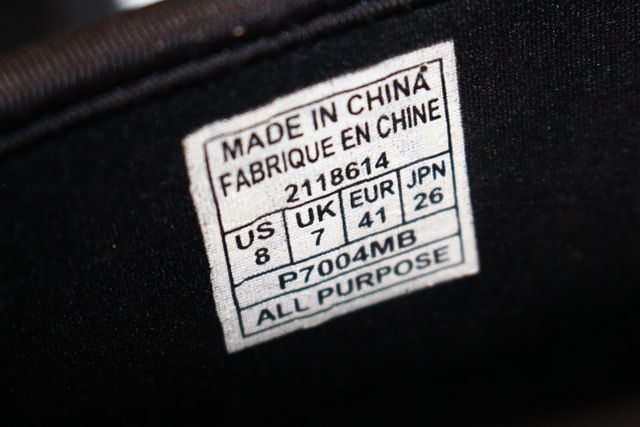 MADE IN CHINA
FABRIQUE EN CHINE
2118614
US UK EUR JPN
8 7 41 26
P7004MB
ALL PURPOSE